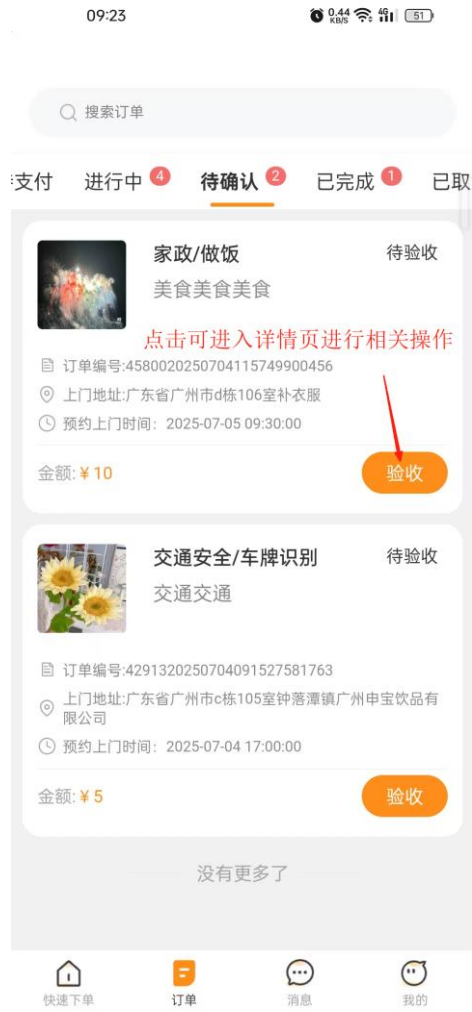 09:23
0.44 KB/S 4G 51
搜索订单
支付 进行中 4 待确认 2 已完成 1 已取
家政/做饭 待验收
美食美食美食
点击可进入详情页进行相关操作
订单编号:4580020250704115749900456
上门地址:广东省广州市d栋106室补衣服
预约上门时间: 2025-07-05 09:30:00
金额:¥10 验收
交通安全/车牌识别 待验收
交通交通
订单编号:4291320250704091527581763
上门地址:广东省广州市c栋105室钟落潭镇广州申宝饮品有
限公司
预约上门时间: 2025-07-04 17:00:00
金额:¥5 验收
没有更多了
快速下单 订单 消息 我的